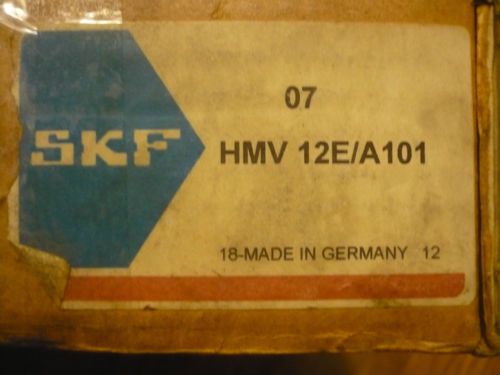 07
SKF
HMV 12E/A101
18-MADE IN GERMANY 12